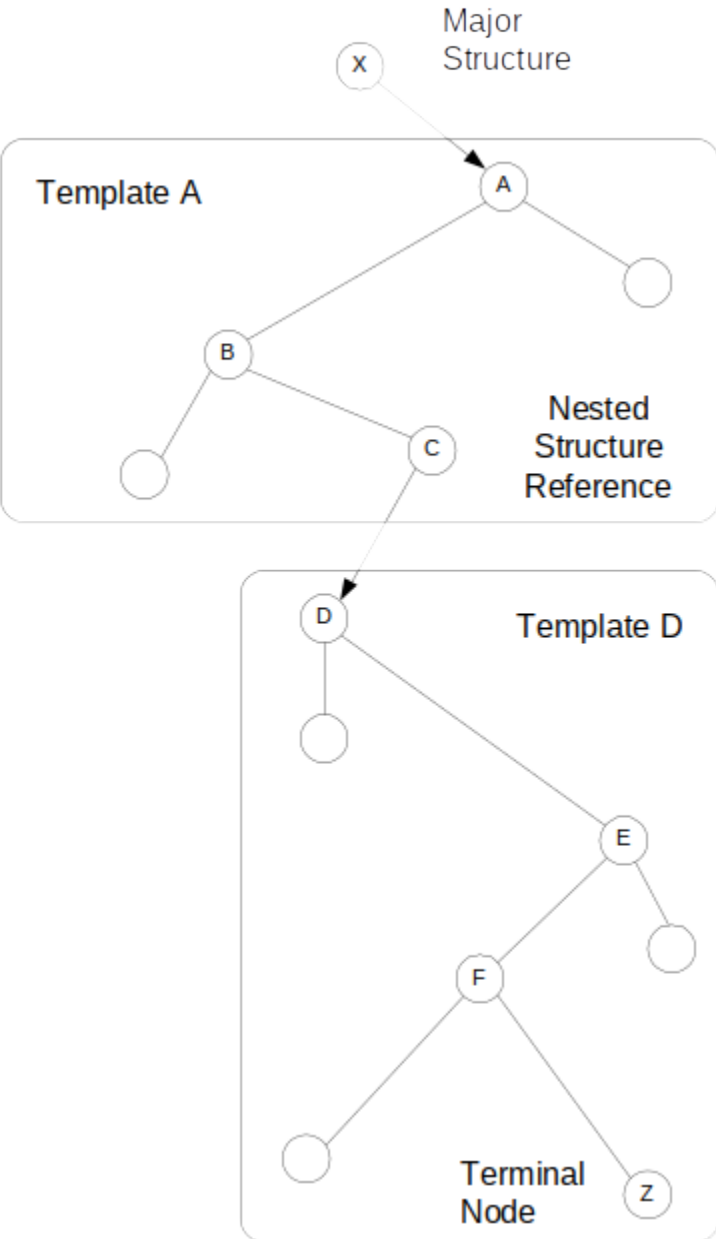 Major
Structure
X
Template A
A
B
C
Nested
Structure
Reference
D
Template D
E
F
Terminal
Node
Z